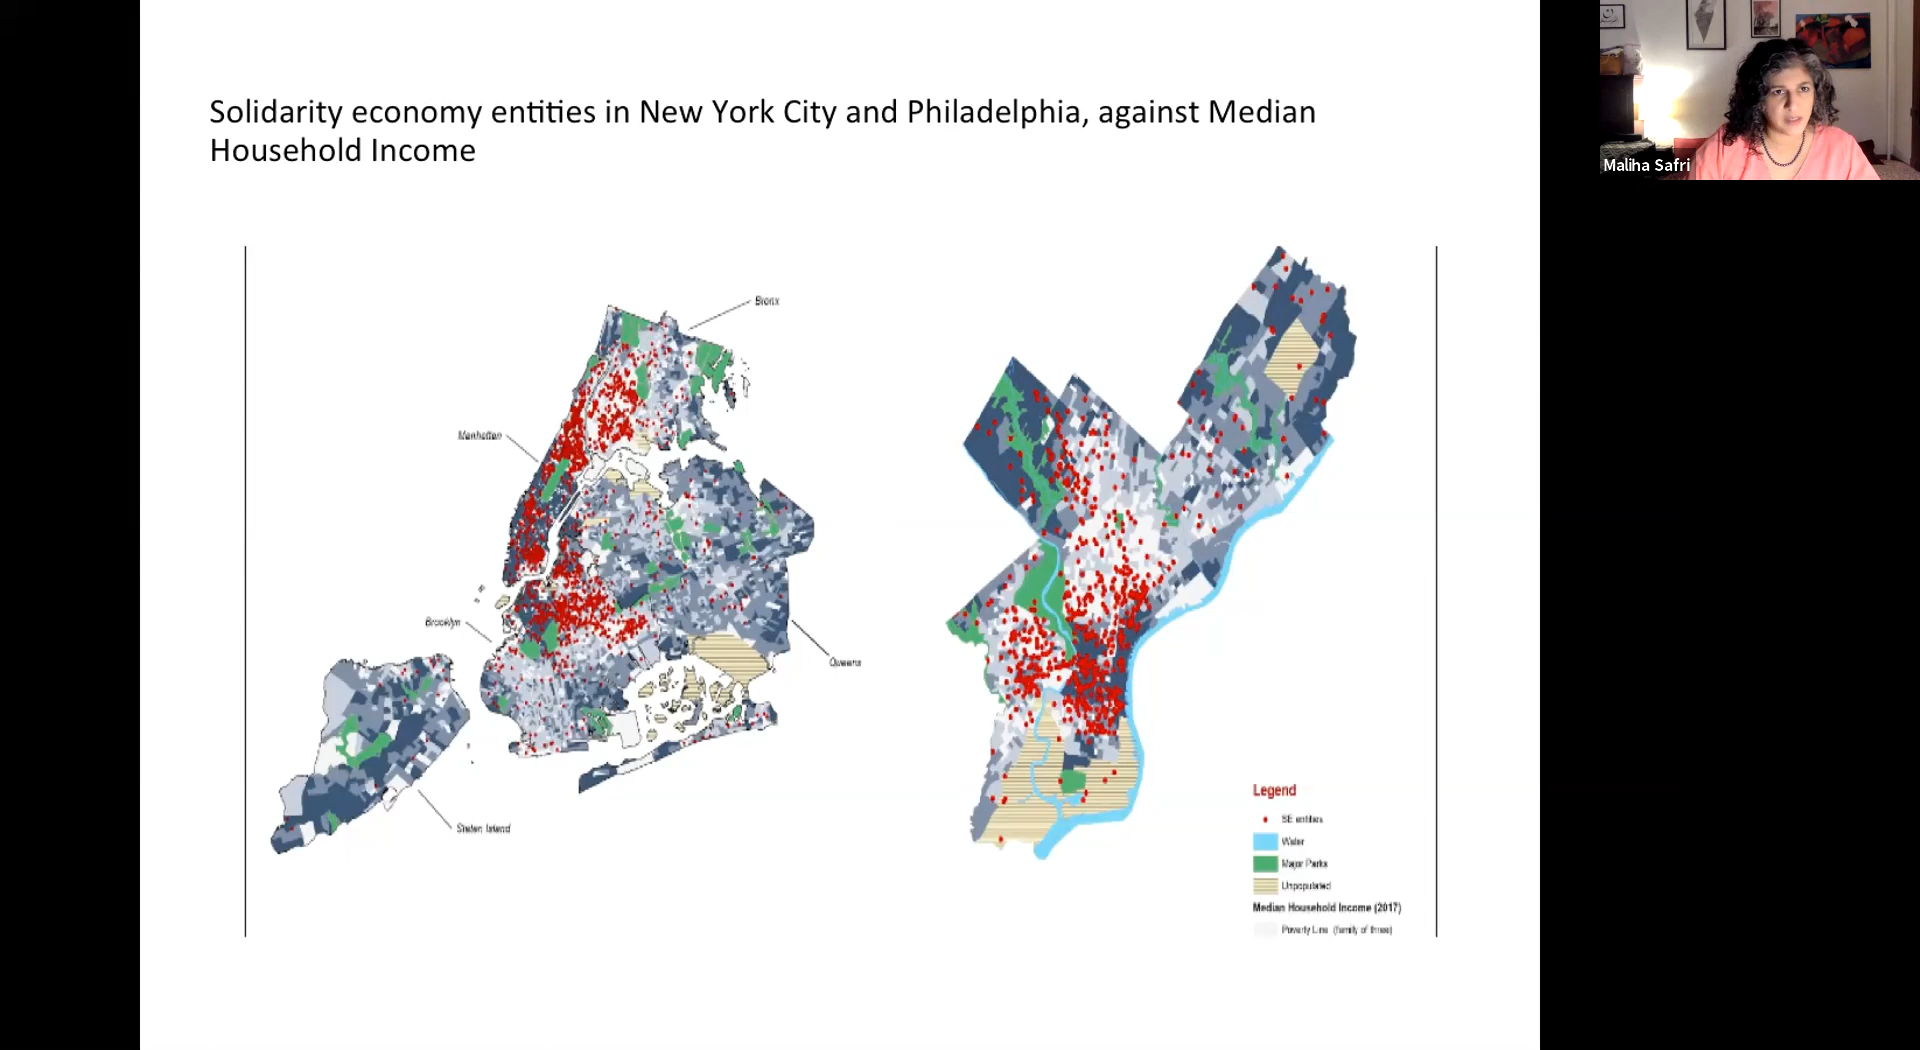 Solidarity economy entities in New York City and Philadelphia, against Median
Household Income
Maliha Safri
Bronx
Manhattan
Brooklyn
Queens
Staten Island
Legend
SE entities
Water
Major Parks
Unpopulated
Median Household Income (2017)
Poverty Line (family of three)